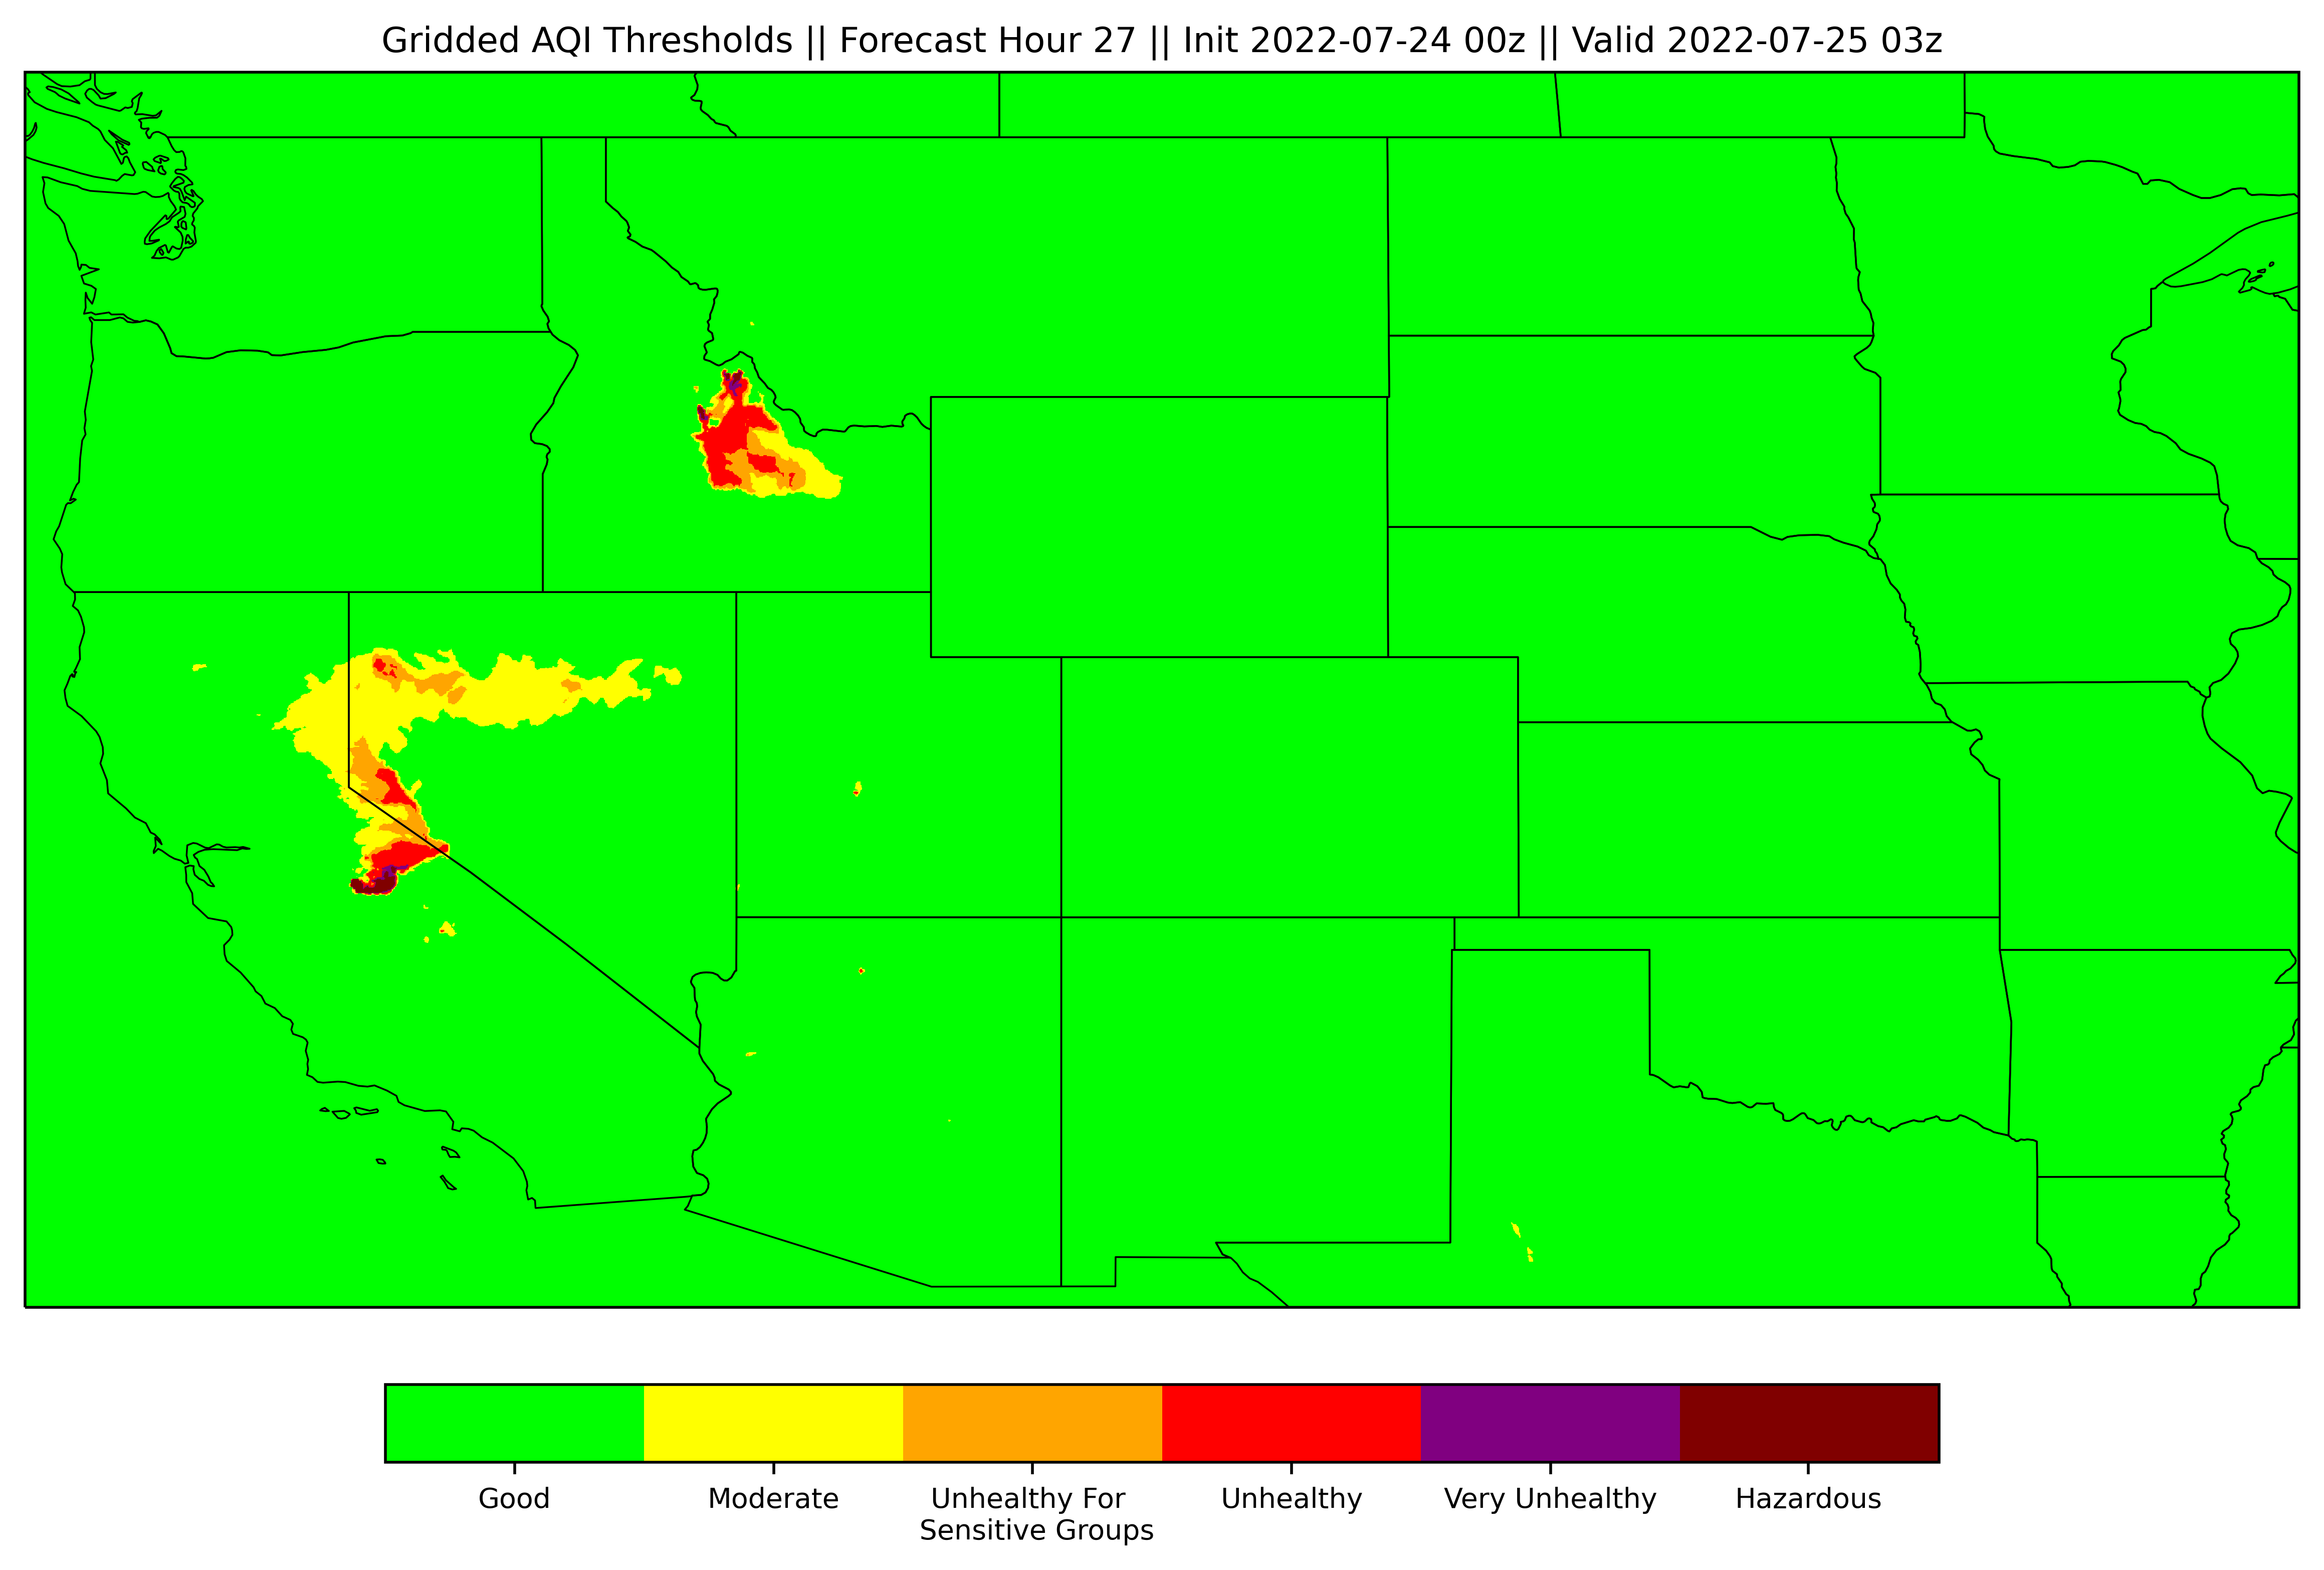 Gridded AQI Thresholds || Forecast Hour 27 || Init 2022-07-24 00z || Valid 2022-07-25 03z
Good
Moderate
Unhealthy For
Sensitive Groups
Unhealthy
Very Unhealthy
Hazardous